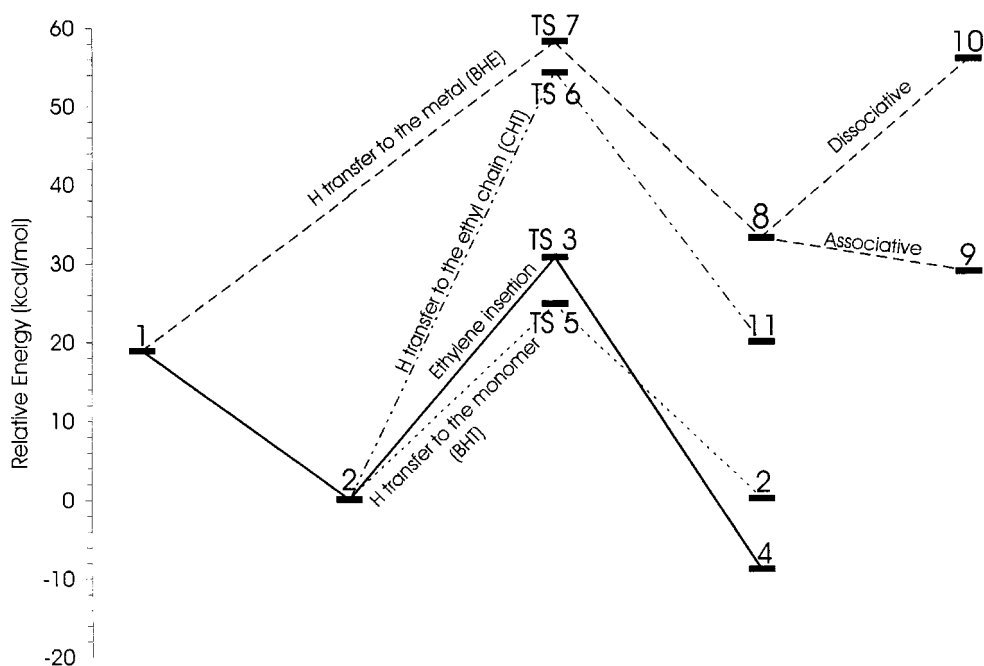 60
50
40
30
20
10
0
-10
-20
Relative Energy (kcal/mol)
1
2
H transfer to the metal (BHE)
H transfer to the ethyl chain (CHT)
Ethylene insertion
H transfer to the monomer
(BHT)
TS 7
TS 6
TS 3
TS 5
8
11
2
4
Dissociative
Associative
10
9